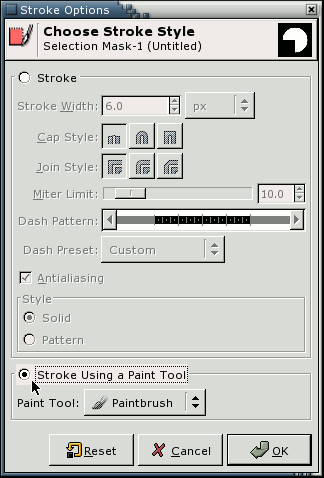 Stroke Options
Choose Stroke Style
Selection Mask-1 (Untitled)
Stroke
Stroke Width: 6.0 px
Cap Style:
Join Style:
Miter Limit: 10.0
Dash Pattern:
Dash Preset: Custom
Antialiasing
Style
Solid
Pattern
Stroke Using a Paint Tool
Paint Tool: Paintbrush
Reset Cancel OK